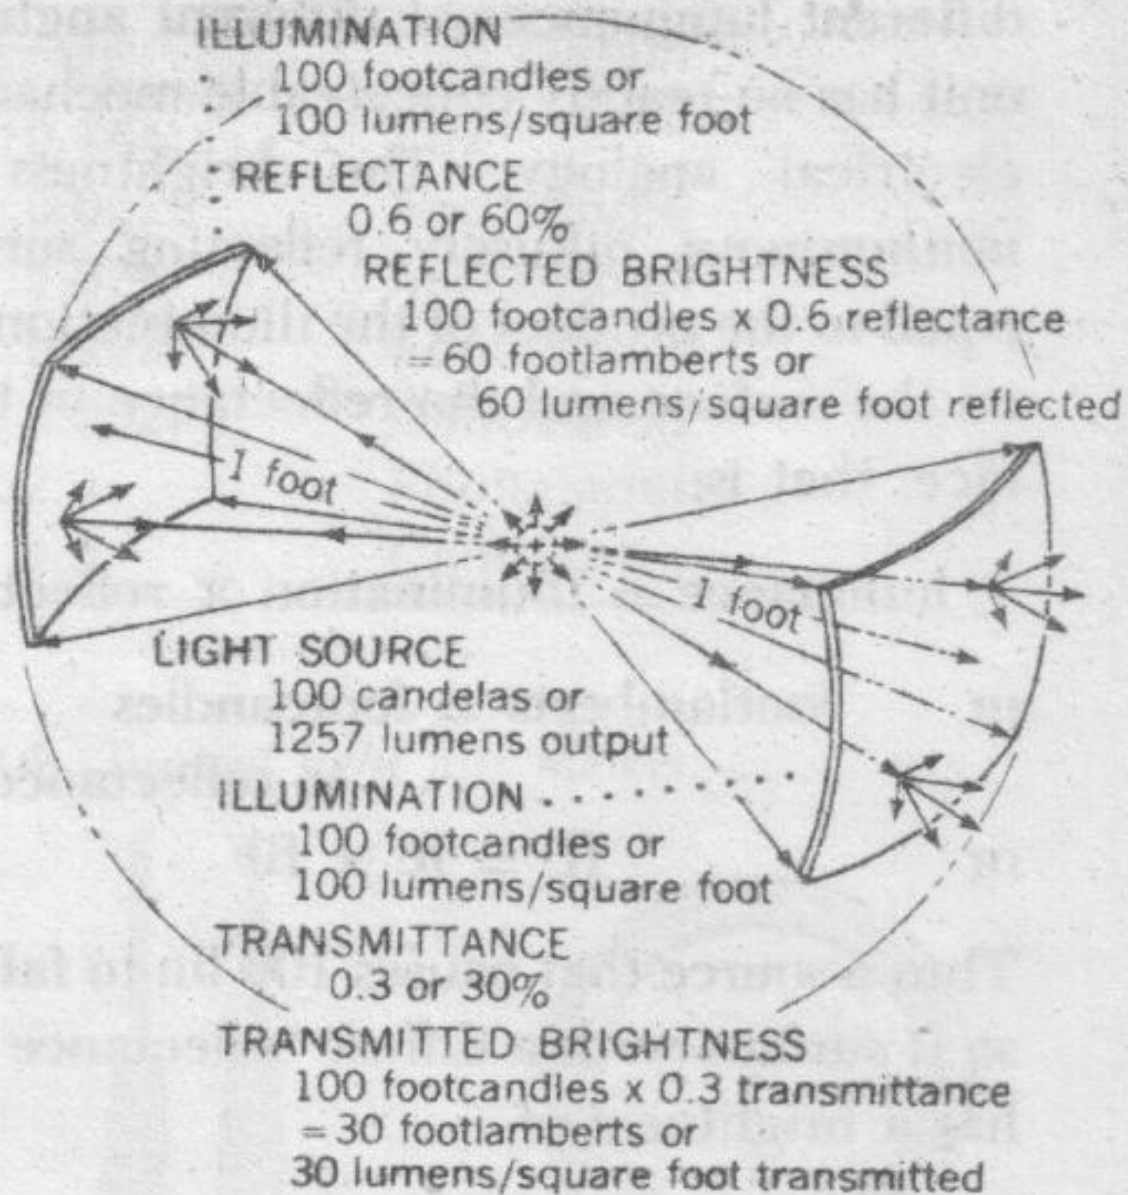 ILLUMINATION
100 footcandles or
100 lumens/square foot
REFLECTANCE
0.6 or 60%
REFLECTED BRIGHTNESS
100 footcandles x 0.6 reflectance
= 60 footlamberts or
60 lumens/square foot reflected
1 foot
1 foot
LIGHT SOURCE
100 candelas or
1257 lumens output
ILLUMINATION
100 footcandles or
100 lumens/square foot
TRANSMITTANCE
0.3 or 30%
TRANSMITTED BRIGHTNESS
100 footcandles x 0.3 transmittance
= 30 footlamberts or
30 lumens/square foot transmitted